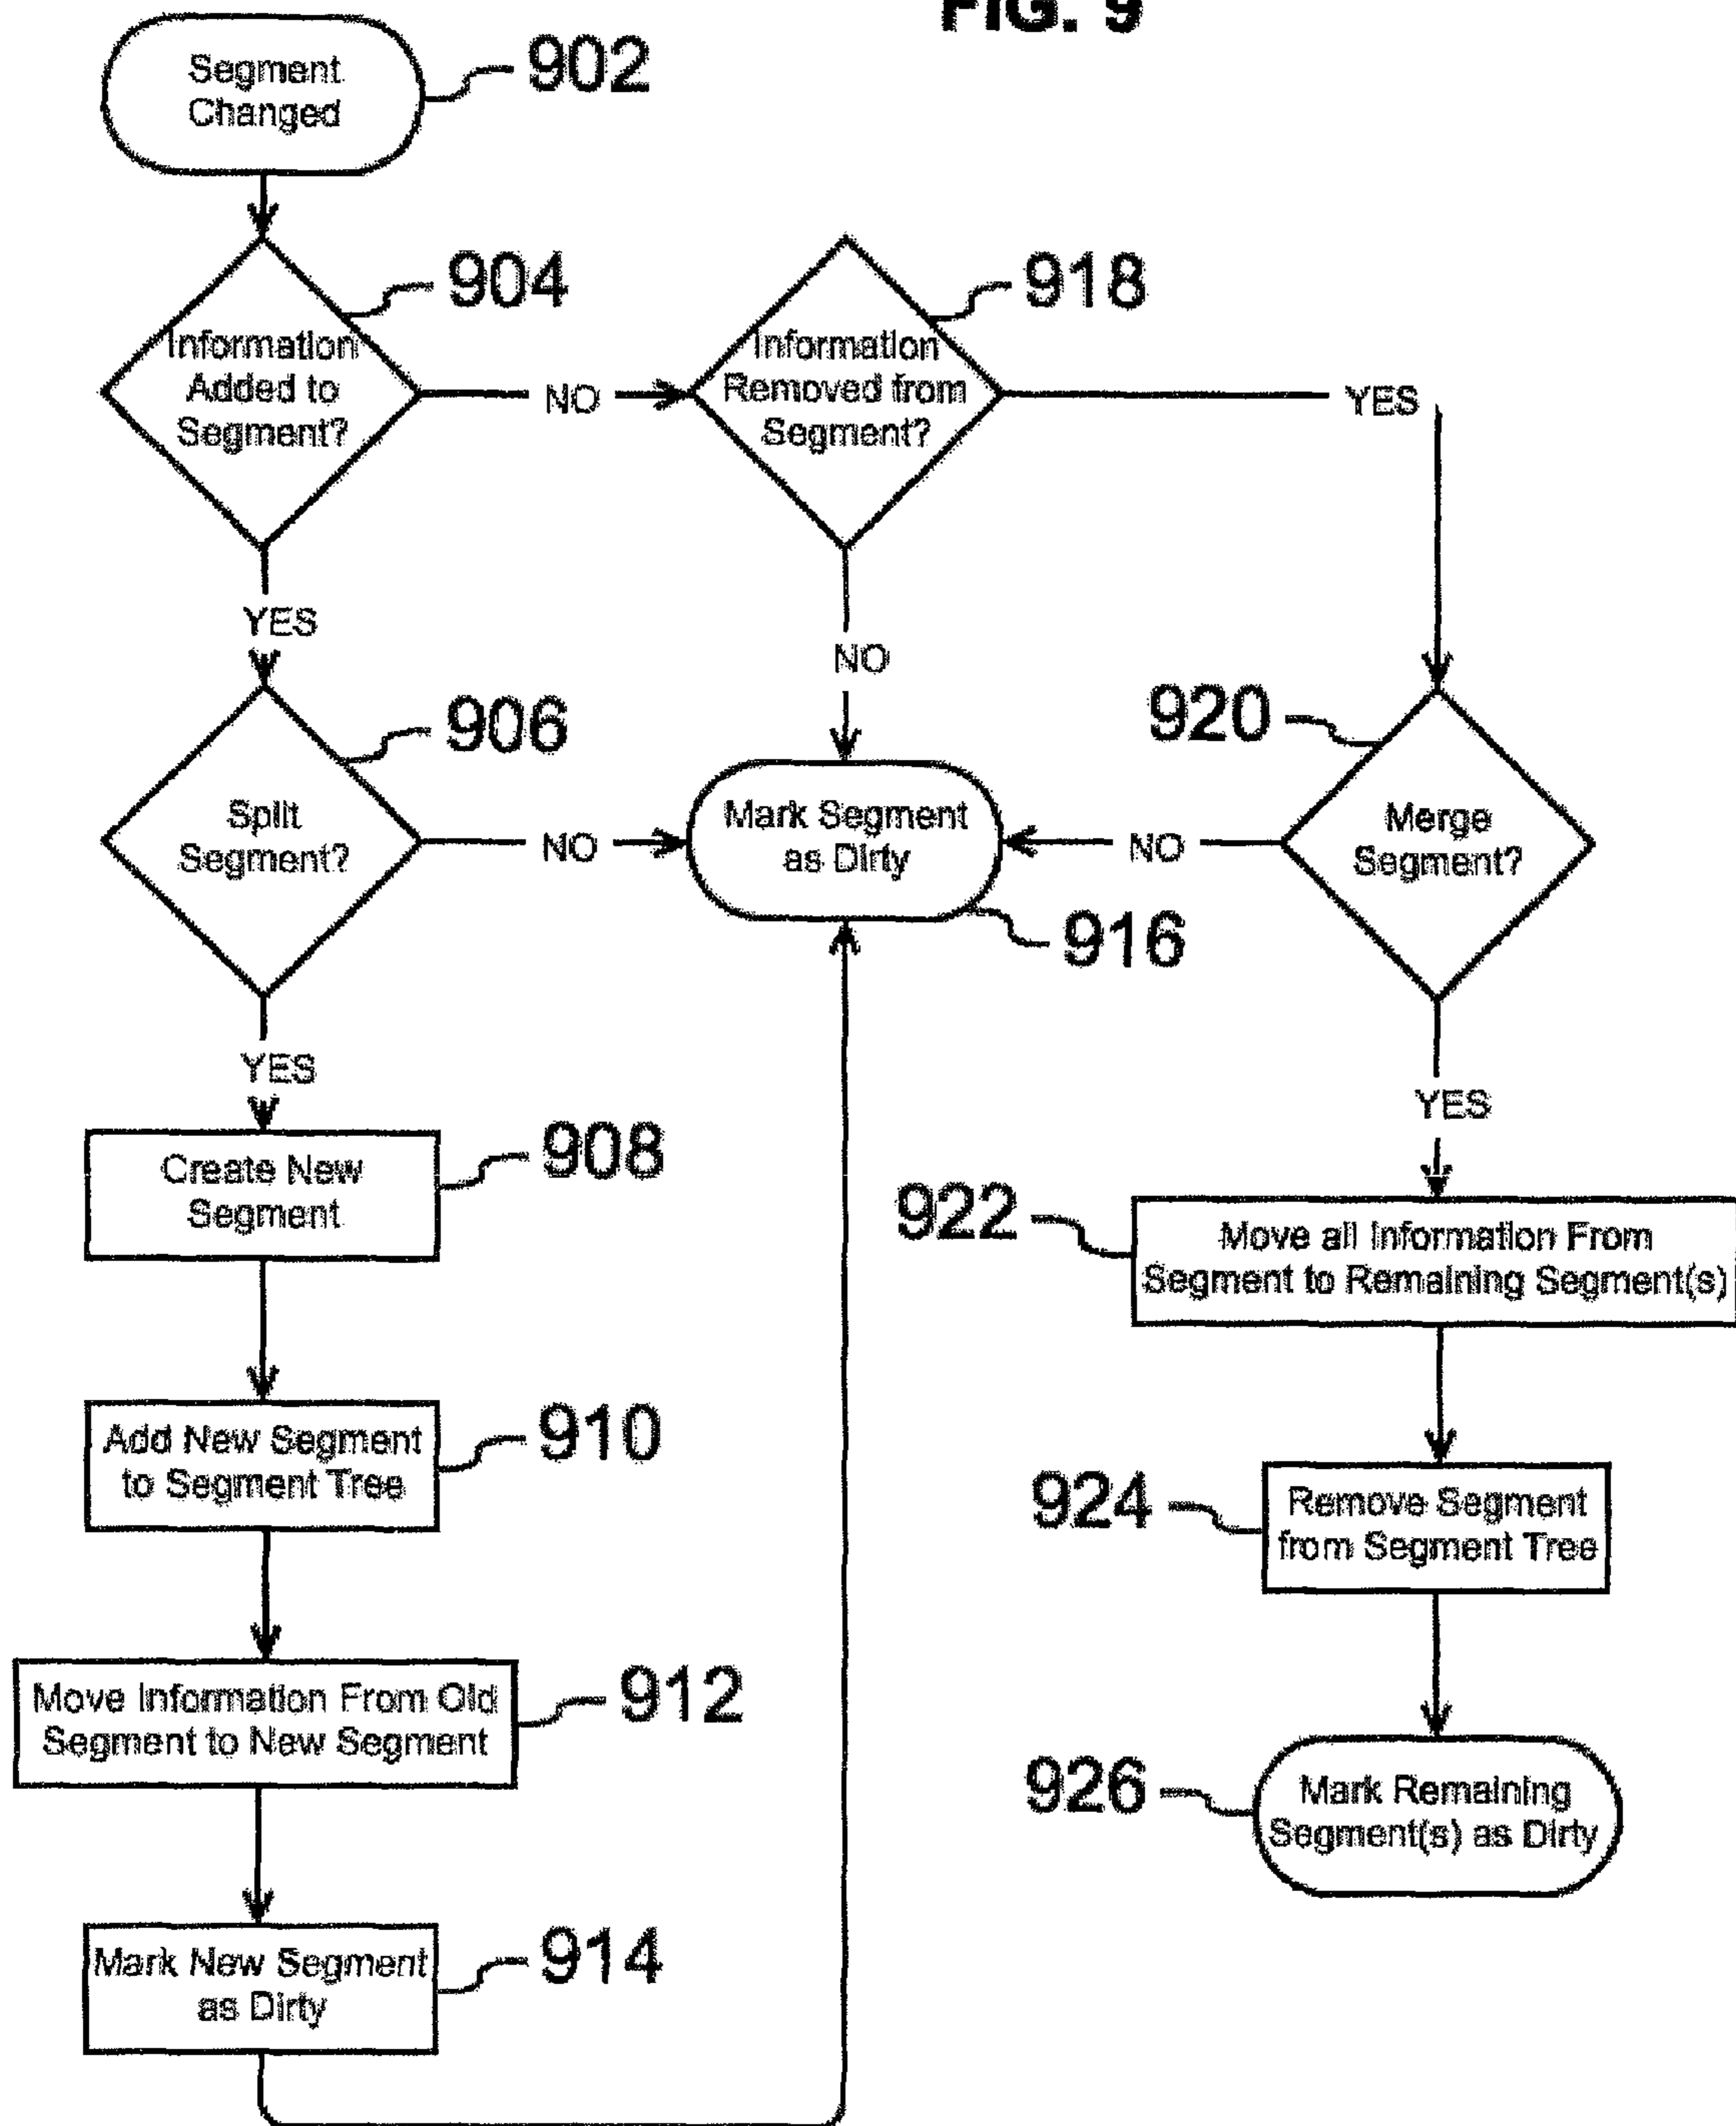 FIG. 9
Segment
Changed
902
Information
Added to
Segment?
904
NO
Information
Removed from
Segment?
918
YES
YES
NO
Split
Segment?
906
NO
Mark Segment
as Dirty
916
NO
Merge
Segment?
920
YES
YES
Create New
Segment
908
922
Move all Information From
Segment to Remaining Segment(s)
Add New Segment
to Segment Tree
910
924
Remove Segment
from Segment Tree
Move Information From Old
Segment to New Segment
912
926
Mark Remaining
Segment(s) as Dirty
Mark New Segment
as Dirty
914